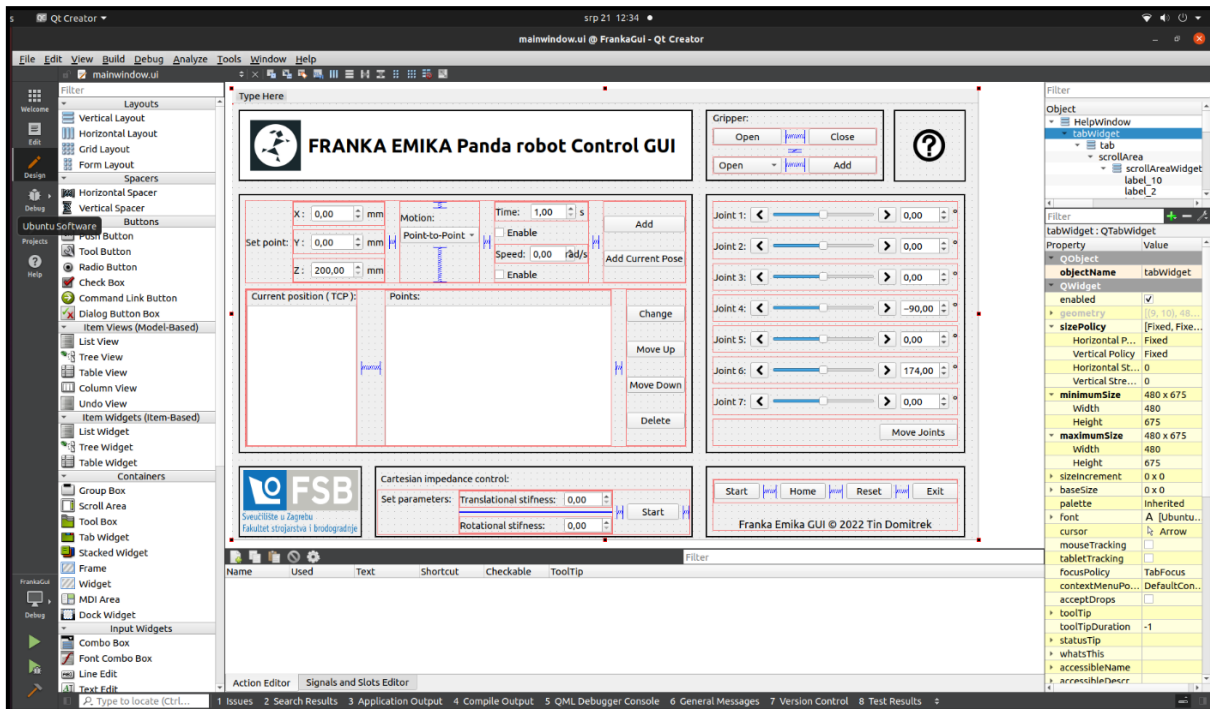 s Qt Creator srp 21 12:34
mainwindow.ui @ FrankaGui - Qt Creator
File Edit View Build Debug Analyze Tools Window Help
mainwindow.ui
Welcome
Edit
Design
Debug
Ubuntu Software
Projects
Help
FrankaGui
Debug
Filter
Layouts
Vertical Layout
Horizontal Layout
Grid Layout
Form Layout
Spacers
Horizontal Spacer
Vertical Spacer
Buttons
Push Button
Tool Button
Radio Button
Check Box
Command Link Button
Dialog Button Box
Item Views (Model-Based)
List View
Tree View
Table View
Column View
Undo View
Item Widgets (Item-Based)
List Widget
Tree Widget
Table Widget
Containers
Group Box
Scroll Area
Tool Box
Tab Widget
Stacked Widget
Frame
Widget
MDI Area
Dock Widget
Input Widgets
Combo Box
Font Combo Box
Line Edit
Text Edit
Type Here
FRANKA EMIKA Panda robot Control GUI
Gripper:
Open Close
Open Add
?
Set point:
X: 0,00 mm
Y: 0,00 mm
Z: 200,00 mm
Motion:
Point-to-Point
Time: 1,00 s
Enable
Speed: 0,00 rad/s
Enable
Add
Add Current Pose
Current position ( TCP ): Points:
Change
Move Up
Move Down
Delete
Joint 1: < > 0,00 °
Joint 2: < > 0,00 °
Joint 3: < > 0,00 °
Joint 4: < > −90,00 °
Joint 5: < > 0,00 °
Joint 6: < > 174,00 °
Joint 7: < > 0,00 °
Move Joints
FSB
Sveučilište u Zagrebu
Fakultet strojarstva i brodogradnje
Cartesian impedance control:
Set parameters:
Translational stifness: 0,00
Rotational stifness: 0,00
Start
Start Home Reset Exit
Franka Emika GUI © 2022 Tin Domitrek
Filter
Name Used Text Shortcut Checkable ToolTip
Action Editor Signals and Slots Editor
Filter
Object
HelpWindow
tabWidget
tab
scrollArea
scrollAreaWidget
label_10
label_2
Filter
tabWidget : QTabWidget
Property Value
QObject
objectName tabWidget
QWidget
enabled
geometry [(9, 10), 48...
sizePolicy [Fixed, Fixe...
Horizontal P... Fixed
Vertical Policy Fixed
Horizontal St... 0
Vertical Stre... 0
minimumSize 480 x 675
Width 480
Height 675
maximumSize 480 x 675
Width 480
Height 675
sizeIncrement 0 x 0
baseSize 0 x 0
palette Inherited
font A [Ubuntu..
cursor Arrow
mouseTracking
tabletTracking
focusPolicy TabFocus
contextMenuPo... DefaultCon...
acceptDrops
toolTip
toolTipDuration -1
statusTip
whatsThis
accessibleName
accessibleDescr
Type to locate (Ctrl... 1 Issues 2 Search Results 3 Application Output 4 Compile Output 5 QML Debugger Console 6 General Messages 7 Version Control 8 Test Results